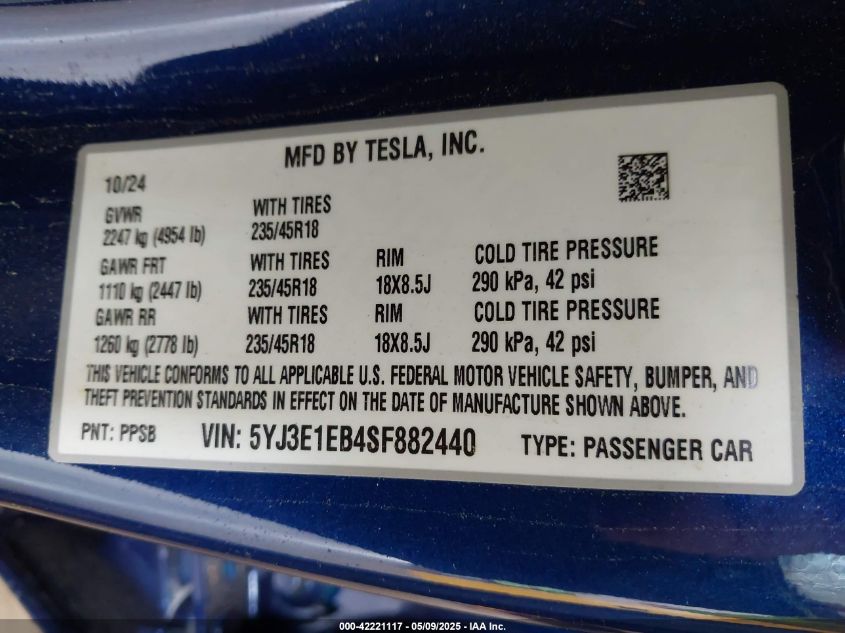 MFD BY TESLA, INC.
10/24
GVWR WITH TIRES
2247 kg (4954 lb) 235/45R18
GAWR FRT WITH TIRES RIM COLD TIRE PRESSURE
1110 kg (2447 lb) 235/45R18 18X8.5J 290 kPa, 42 psi
GAWR RR WITH TIRES RIM COLD TIRE PRESSURE
1260 kg (2778 lb) 235/45R18 18X8.5J 290 kPa, 42 psi
THIS VEHICLE CONFORMS TO ALL APPLICABLE U.S. FEDERAL MOTOR VEHICLE SAFETY, BUMPER, AND
THEFT PREVENTION STANDARDS IN EFFECT ON THE DATE OF MANUFACTURE SHOWN ABOVE.
PNT: PPSB VIN: 5YJ3E1EB4SF882440 TYPE: PASSENGER CAR
000-42221117 - 05/09/2025 - IAA Inc.